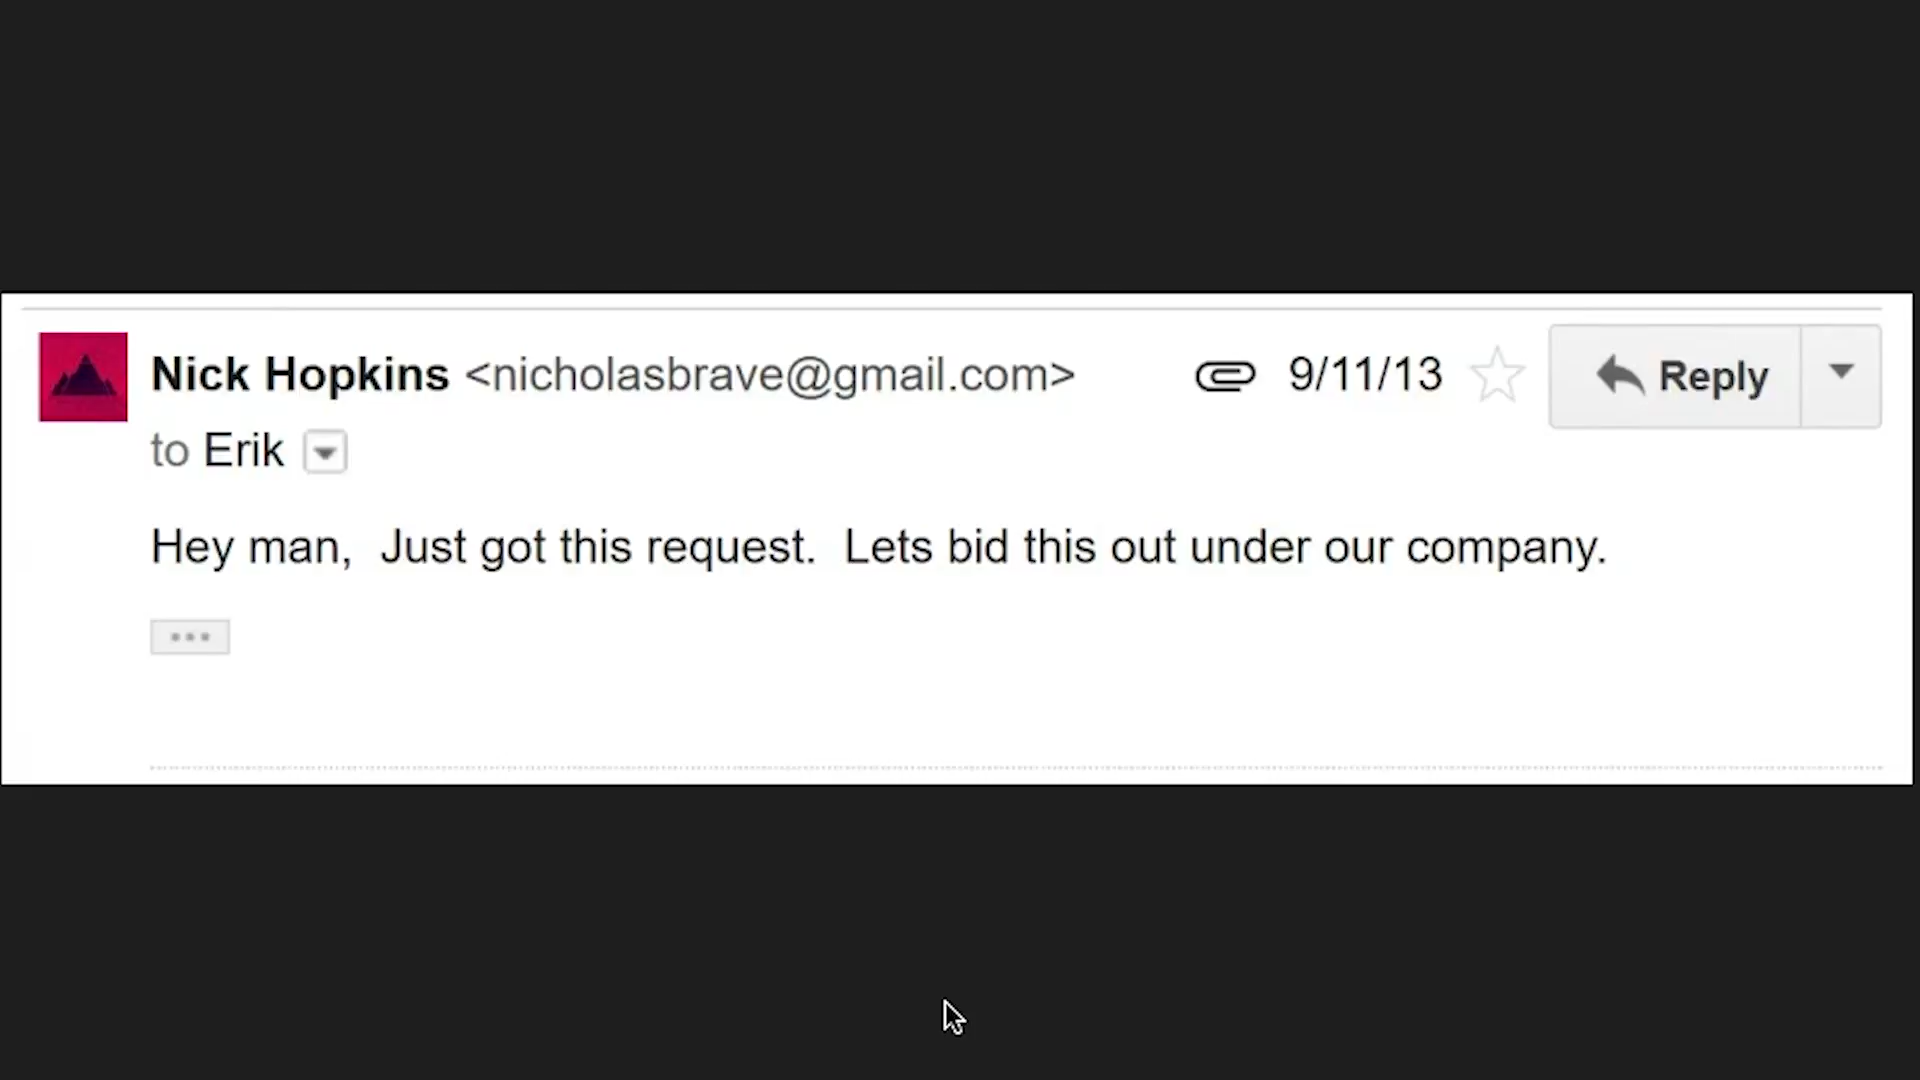 Nick Hopkins <nicholasbrave@gmail.com> 9/11/13 Reply
to Erik
Hey man,  Just got this request.  Lets bid this out under our company.